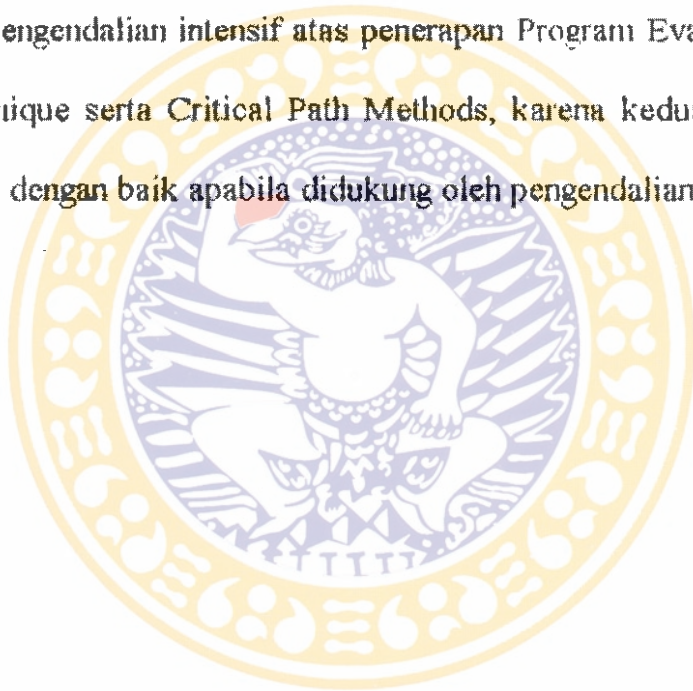 engendalian intensif atas penerapan Program Eva
nique serta Critical Path Methods, karena kedu
dengan baik apabila didukung oleh pengendalian